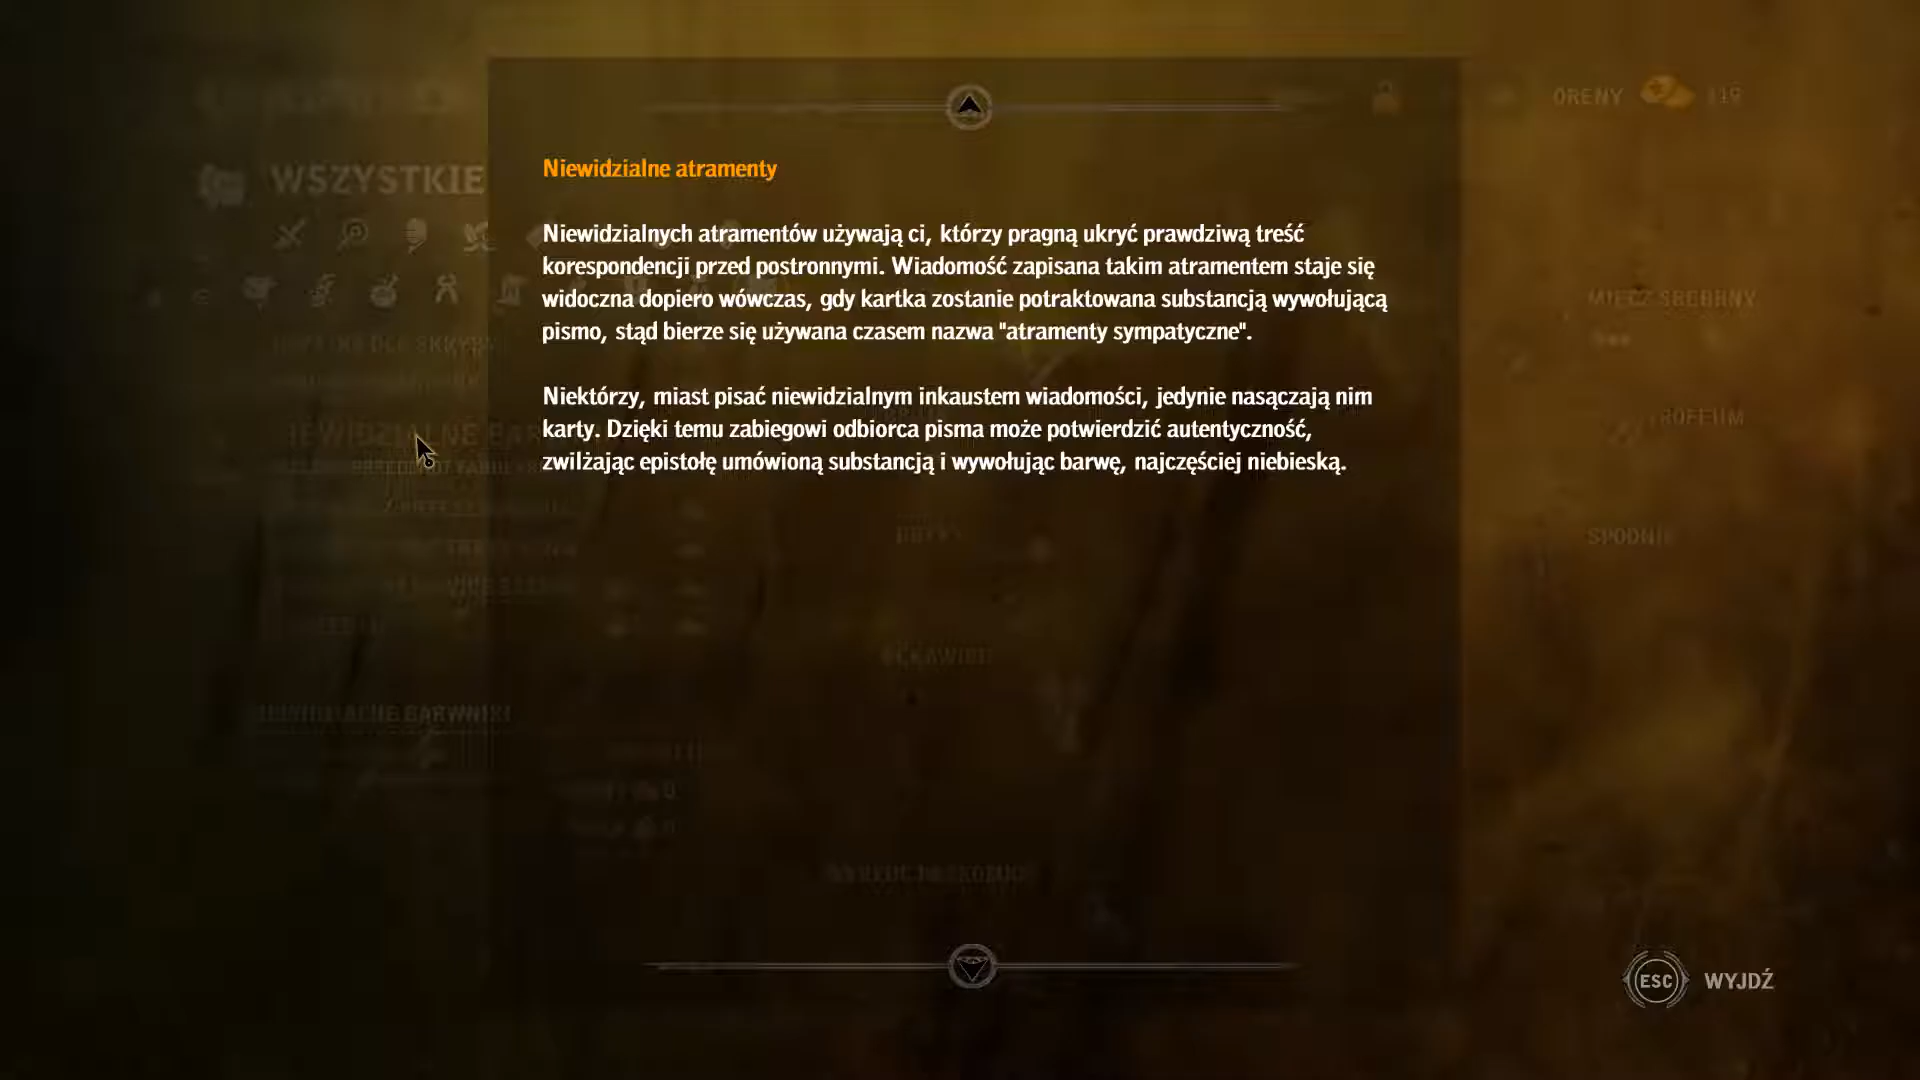 ORENY 119
Niewidzialne atramenty
WSZYSTKIE
Niewidzialnych atramentów używają ci, którzy pragną ukryć prawdziwą treść
korespondencji przed postronnymi. Wiadomość zapisana takim atramentem staje się
widoczna dopiero wówczas, gdy kartka zostanie potraktowana substancją wywołującą
MIECZ SREBRNY
pismo, stąd bierze się używana czasem nazwa "atramenty sympatyczne".
Niektórzy, miast pisać niewidzialnym inkaustem wiadomości, jedynie nasączają nim
karty. Dzięki temu zabiegowi odbiorca pisma może potwierdzić autentyczność,
zwilżając epistołę umówioną substancją i wywołując barwę, najczęściej niebieską.
ESC WYJDŹ